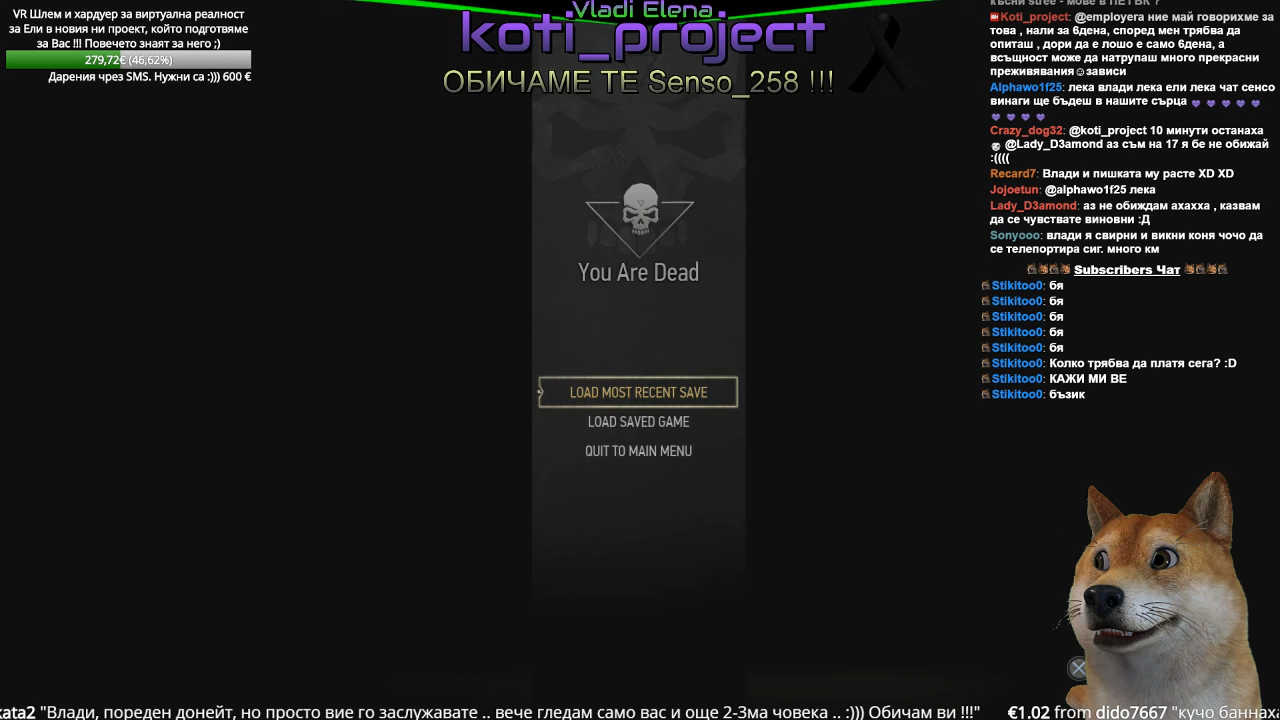 VR Шлем и хардуер за виртуална реалност
за Ели в новия ни проект, който подготвяме
за Вас !!! Повечето знаят за него ;)
279,72€ (46,62%)
Дарения чрез SMS. Нужни са :))) 600 €
Vladi Elena
koti_project
ОБИЧАМЕ ТЕ Senso_258 !!!
You Are Dead
LOAD MOST RECENT SAVE
LOAD SAVED GAME
QUIT TO MAIN MENU
Koti_project: @employera ние май говорихме за
това , нали за 6дена, според мен трябва да
опиташ , дори да е лошо е само 6дена, а
всъщност може да натрупаш много прекрасни
преживявания☺зависи
Alphawo1f25: лека влади лека ели лека чат сенсо
винаги ще бъдеш в нашите сърца 💜 💜 💜 💜 💜
💜 💜 💜 💜
Crazy_dog32: @koti_project 10 минути останаха
@Lady_D3amond аз съм на 17 я бе не обижай
:((((
Recard7: Влади и пишката му расте XD XD
Jojoetun: @alphawo1f25 лека
Lady_D3amond: аз не обиждам ахахха , казвам
да се чувствате виновни :Д
Sonyooo: влади я свирни и викни коня чочо да
се телепортира сиг. много км
Subscribers Чат
Stikitoo0: бя
Stikitoo0: бя
Stikitoo0: бя
Stikitoo0: бя
Stikitoo0: бя
Stikitoo0: Колко трябва да платя сега? :D
Stikitoo0: КАЖИ МИ ВЕ
Stikitoo0: бъзик
kata2 "Влади, пореден донейт, но просто вие го заслужавате .. вече гледам само вас и още 2-3ма човека .. :))) Обичам ви !!!" €1.02 from dido7667 "кучо баннах: